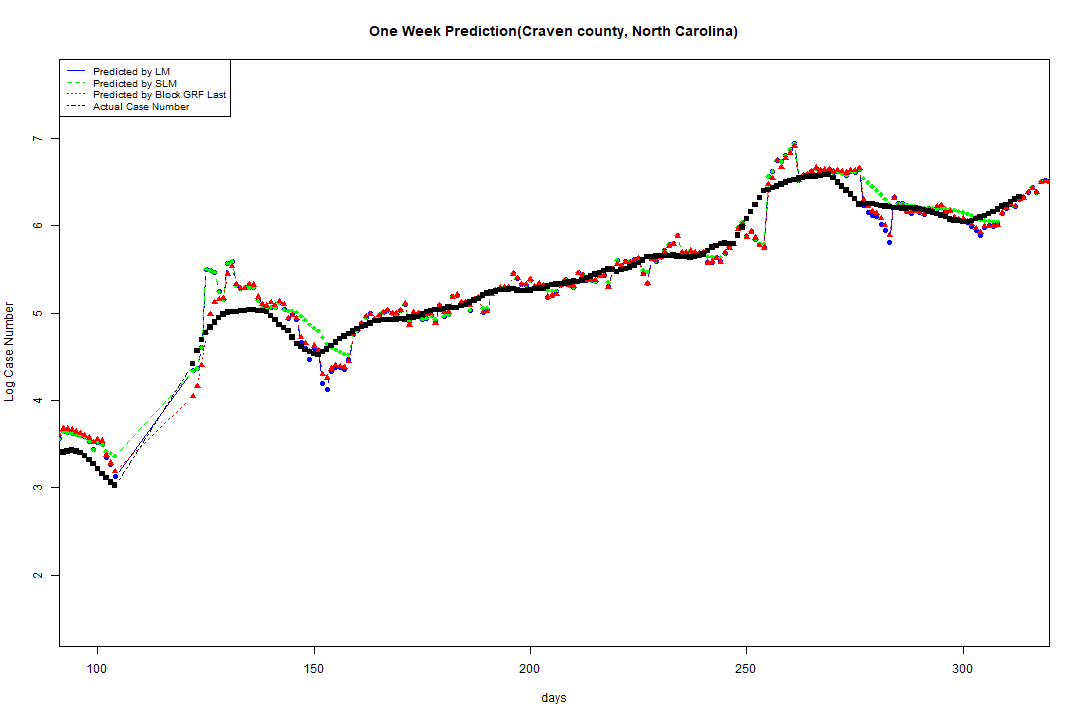 One Week Prediction(Craven county, North Carolina)
Predicted by LM
Predicted by SLM
Predicted by Block GRF Last
Actual Case Number
Log Case Number
7
6
5
4
3
2
100 150 200 250 300
days